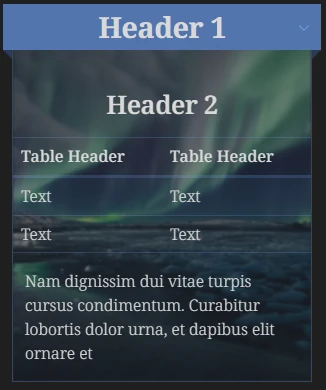 Header 1
Header 2
Table Header Table Header
Text Text
Text Text
Nam dignissim dui vitae turpis
cursus condimentum. Curabitur
lobortis dolor urna, et dapibus elit
ornare et